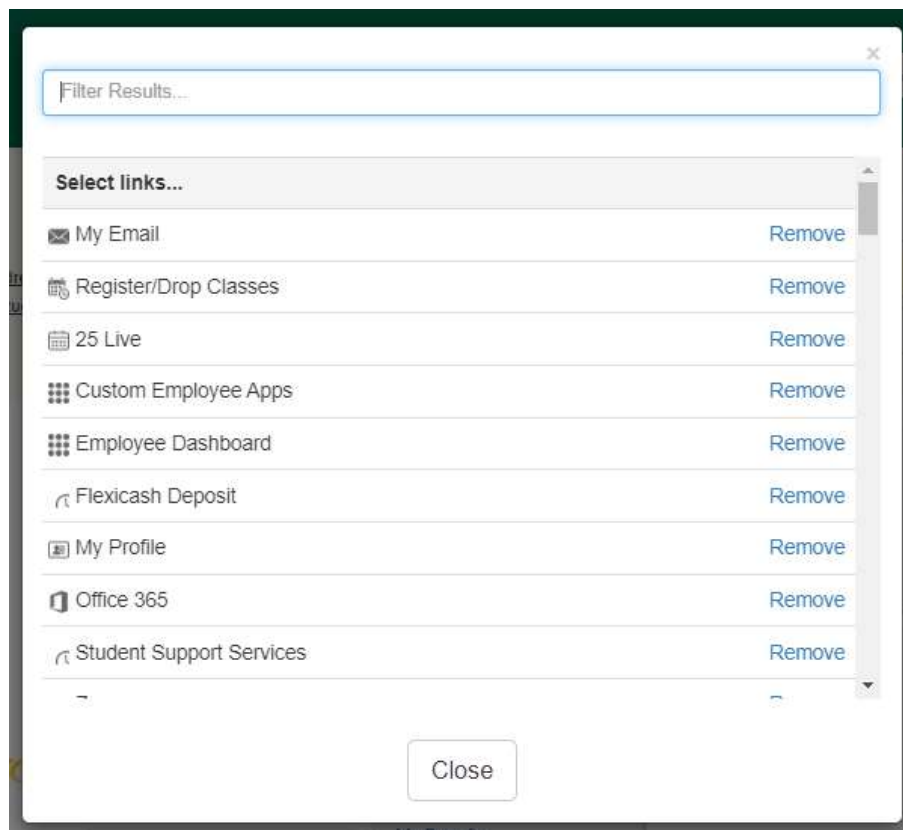 ×
Filter Results...
Select links...
My Email Remove
Register/Drop Classes Remove
25 Live Remove
Custom Employee Apps Remove
Employee Dashboard Remove
Flexicash Deposit Remove
My Profile Remove
Office 365 Remove
Student Support Services Remove
Close